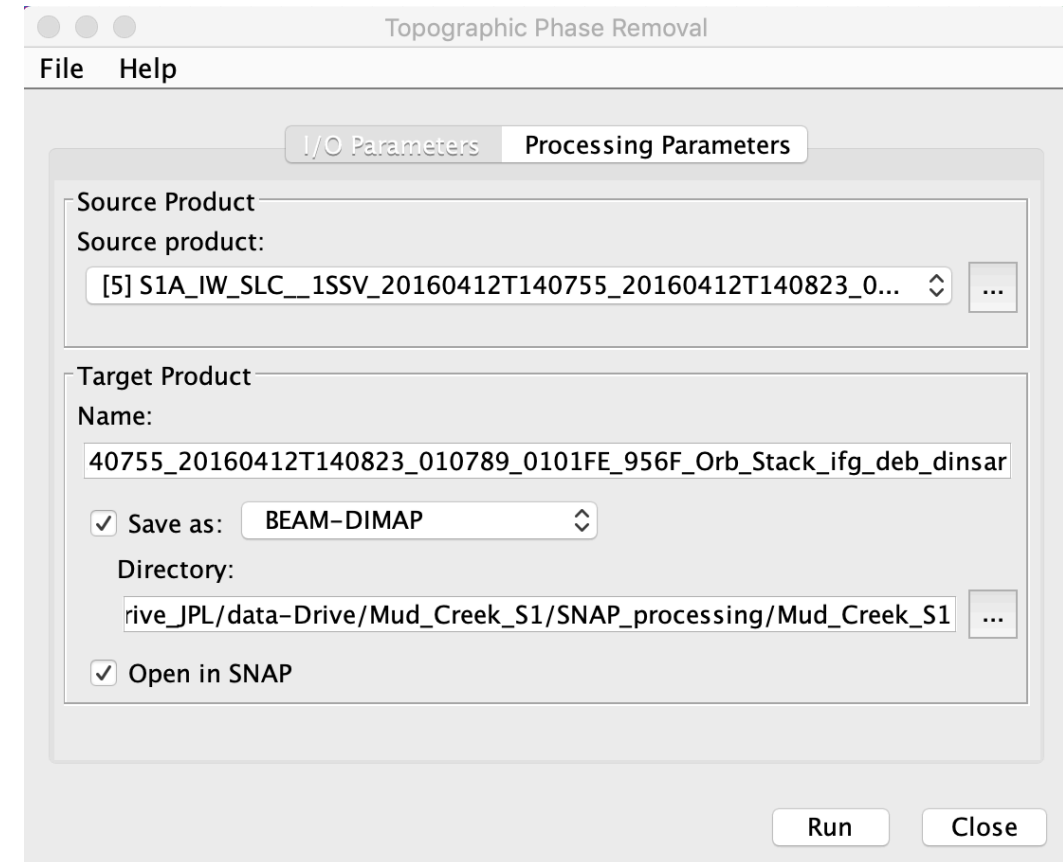 Topographic Phase Removal
File Help
I/O Parameters Processing Parameters
Source Product
Source product:
[5] S1A_IW_SLC__1SSV_20160412T140755_20160412T140823_0... ...
Target Product
Name:
40755_20160412T140823_010789_0101FE_956F_Orb_Stack_ifg_deb_dinsar
Save as: BEAM-DIMAP
Directory:
rive_JPL/data-Drive/Mud_Creek_S1/SNAP_processing/Mud_Creek_S1 ...
Open in SNAP
Run Close